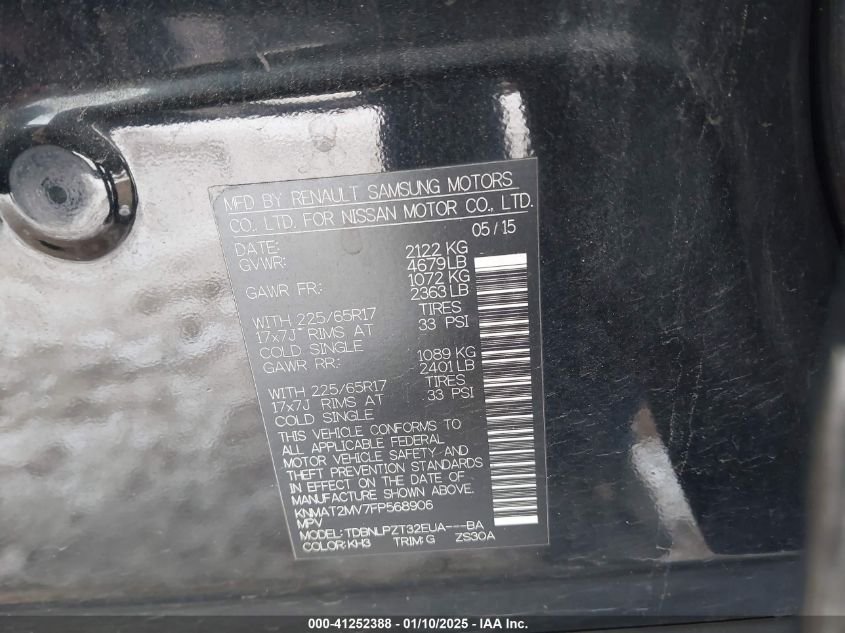 MFD BY RENAULT SAMSUNG MOTORS
CO. LTD. FOR NISSAN MOTOR CO., LTD.
DATE: 05/15
GVWR: 2122 KG
4679 LB
GAWR FR: 1072 KG
2363 LB
WITH 225/65R17 TIRES
17x7J RIMS AT 33 PSI
COLD SINGLE
GAWR RR: 1089 KG
2401 LB
WITH 225/65R17 TIRES
17x7J RIMS AT 33 PSI
COLD SINGLE
THIS VEHICLE CONFORMS TO
ALL APPLICABLE FEDERAL
MOTOR VEHICLE SAFETY AND
THEFT PREVENTION STANDARDS
IN EFFECT ON THE DATE OF
MANUFACTURE SHOWN ABOVE.
KNMAT2MV7FP568906
MPV
MODEL: TDBNLPZT32EUA---BA
COLOR: KH3 TRIM: G ZS30A
000-41252388 - 01/10/2025 - IAA Inc.